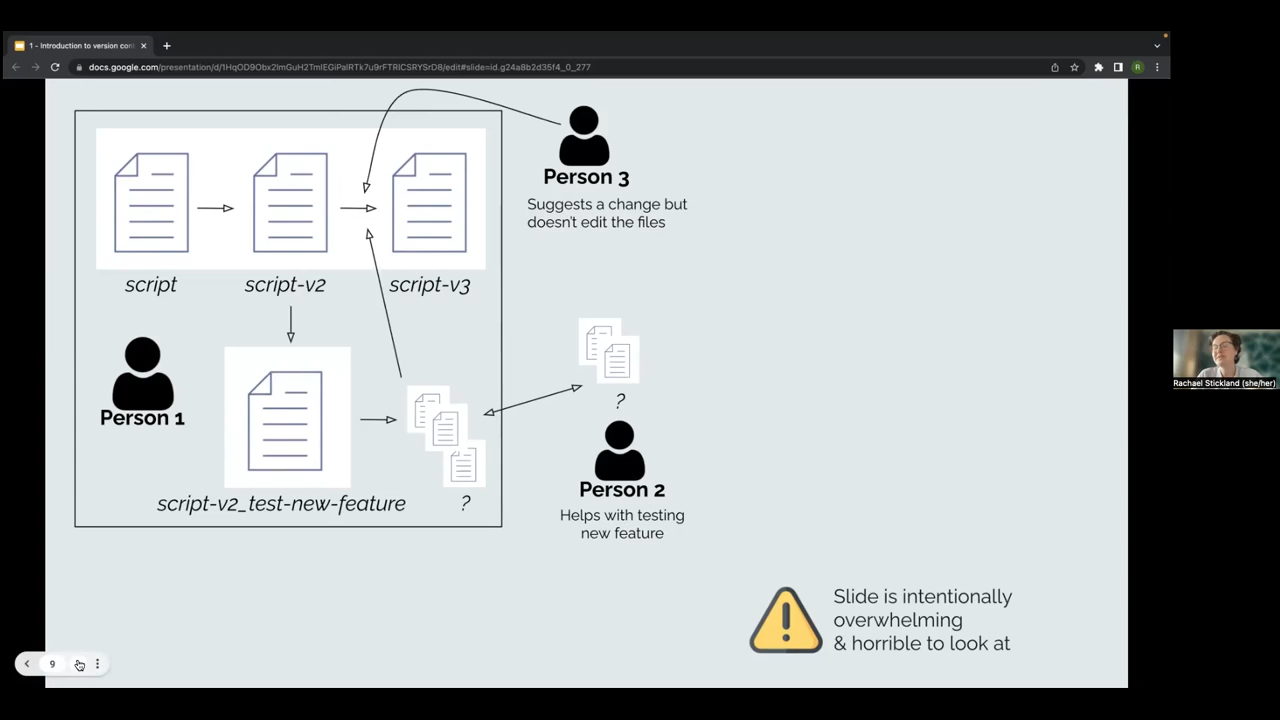 1 - Introduction to version con
docs.google.com/presentation/d/1HqOD9Obx2lmGuH2TmIEGiPaIRTk7u9rFTRICSRYSrD8/edit#slide=id.g24a8b2d35f4_0_277
R
Person 3
Suggests a change but
doesn't edit the files
script
script-v2
script-v3
Person 1
script-v2_test-new-feature
?
?
Person 2
Helps with testing
new feature
Slide is intentionally
overwhelming
& horrible to look at
9
Rachael Stickland (she/her)